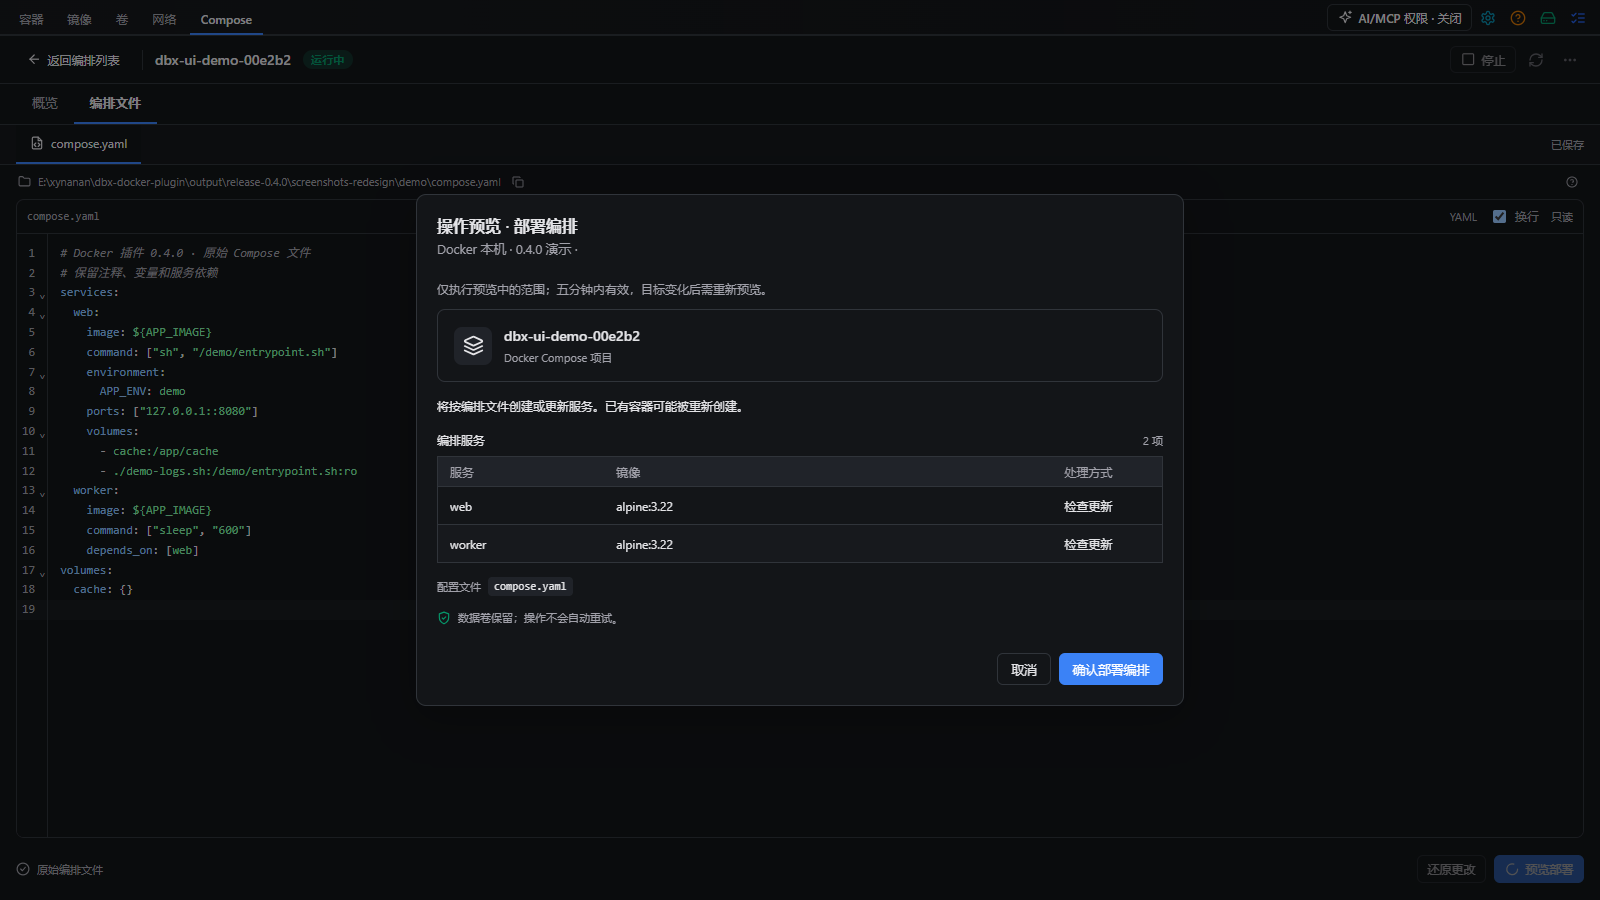 容器 镜像 卷 网络 Compose AI/MCP 权限 · 关闭
返回编排列表 dbx-ui-demo-00e2b2 运行中 停止
概览 编排文件
compose.yaml 已保存
E:\xynanan\dbx-docker-plugin\output\release-0.4.0\screenshots-redesign\demo\compose.yaml
compose.yaml YAML 换行 只读
1 # Docker 插件 0.4.0 · 原始 Compose 文件
2 # 保留注释、变量和服务依赖
3 services:
4 web:
5 image: ${APP_IMAGE}
6 command: ["sh", "/demo/entrypoint.sh"]
7 environment:
8 APP_ENV: demo
9 ports: ["127.0.0.1::8080"]
10 volumes:
11 - cache:/app/cache
12 - ./demo-logs.sh:/demo/entrypoint.sh:ro
13 worker:
14 image: ${APP_IMAGE}
15 command: ["sleep", "600"]
16 depends_on: [web]
17 volumes:
18 cache: {}
19
操作预览 · 部署编排
Docker 本机 · 0.4.0 演示 ·
仅执行预览中的范围；五分钟内有效，目标变化后需重新预览。
dbx-ui-demo-00e2b2
Docker Compose 项目
将按编排文件创建或更新服务。已有容器可能被重新创建。
编排服务 2 项
服务 镜像 处理方式
web alpine:3.22 检查更新
worker alpine:3.22 检查更新
配置文件 compose.yaml
数据卷保留；操作不会自动重试。
取消 确认部署编排
原始编排文件 还原更改 预览部署